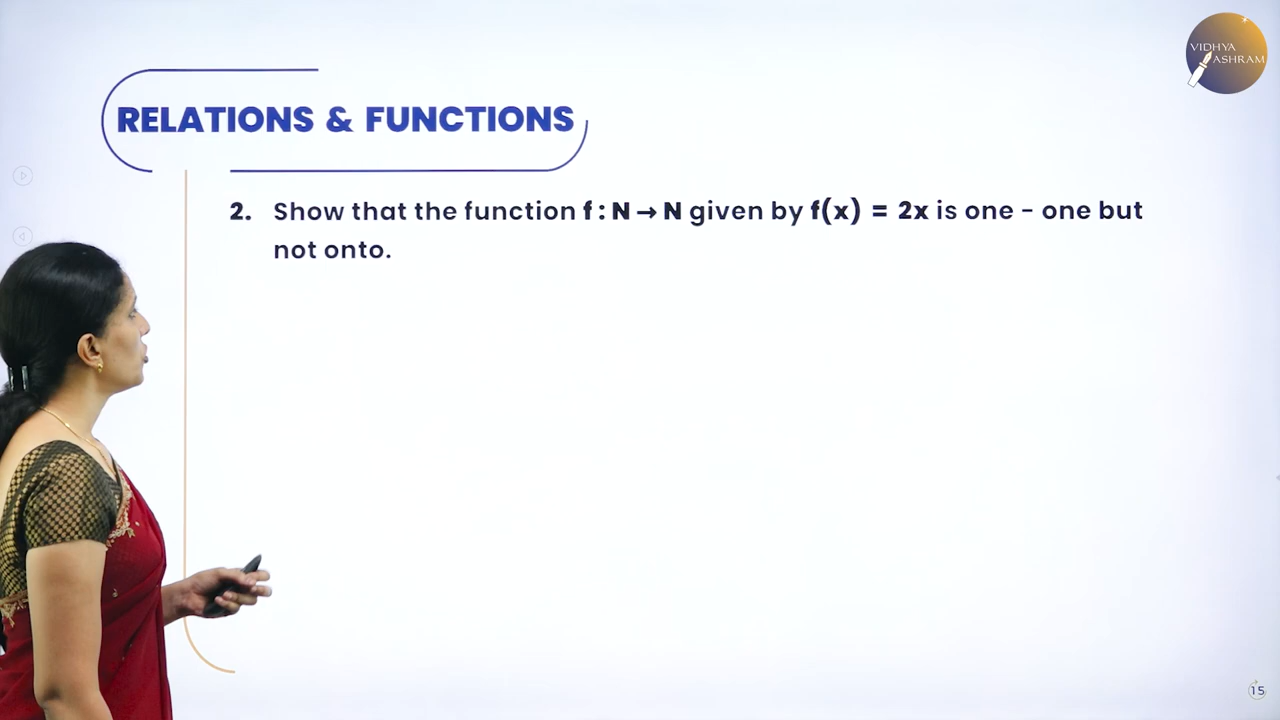 VIDHYA
ASHRAM
RELATIONS & FUNCTIONS
2. Show that the function f : N → N given by f(x) = 2x is one - one but
not onto.
15